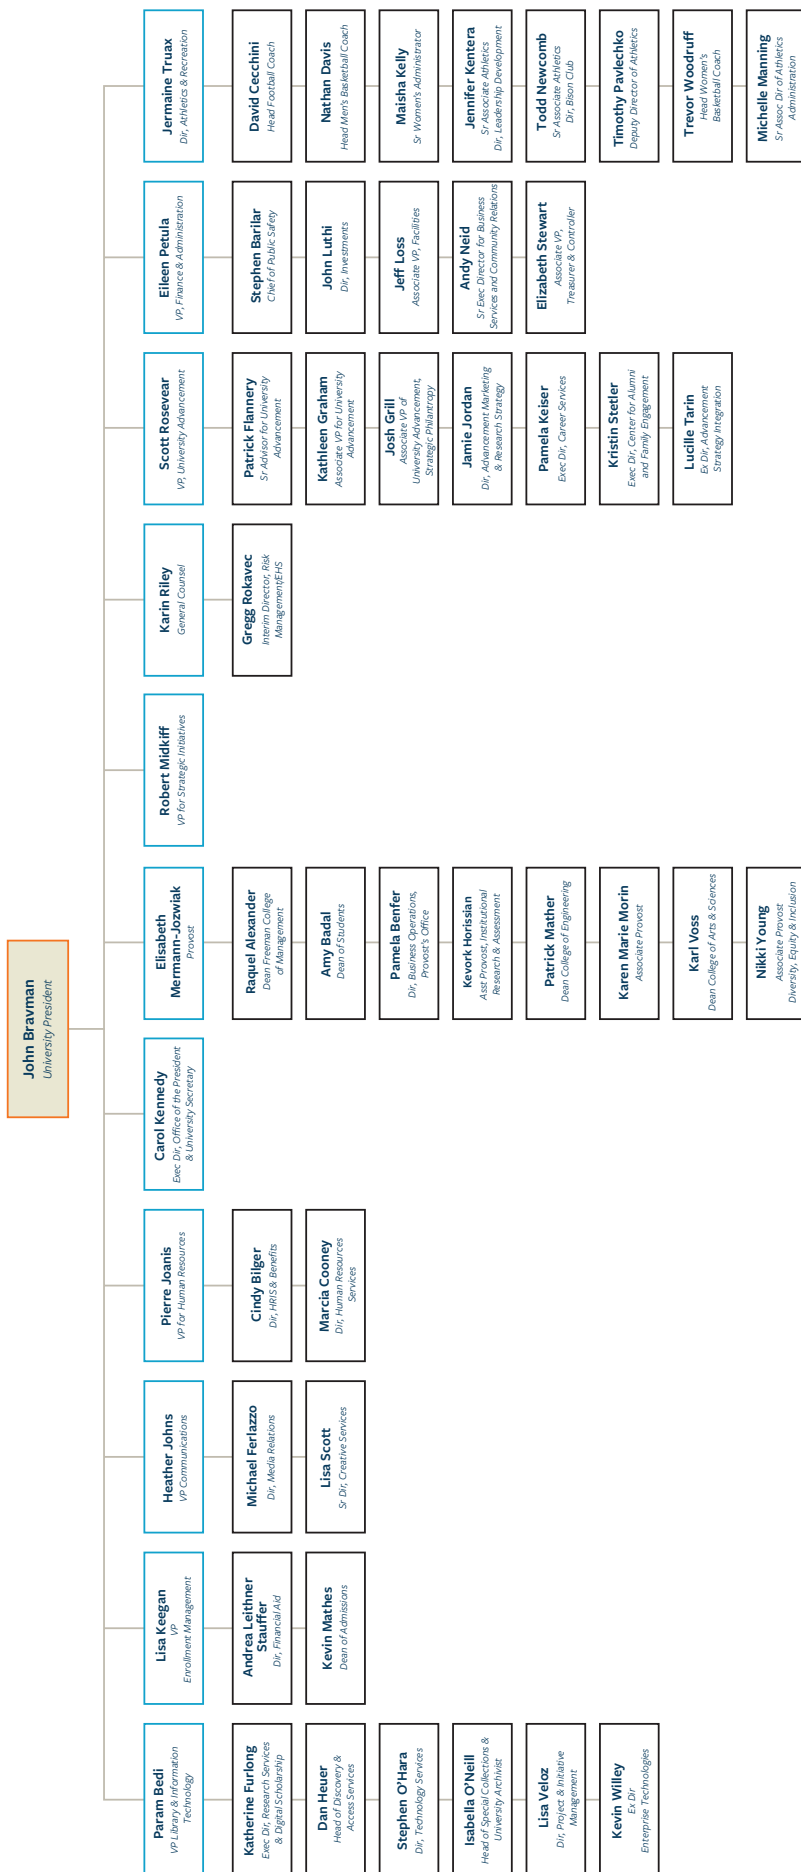 John Bravman
University President
Param Bedi
VP Library & Information
Technology
Katherine Furlong
Exec Dir, Research Services
& Digital Scholarship
Dan Heuer
Head of Discovery &
Access Services
Stephen O'Hara
Dir, Technology Services
Isabella O'Neill
Head of Special Collections &
University Archivist
Lisa Veloz
Dir, Project & Initiative
Management
Kevin Willey
Ex Dir
Enterprise Technologies
Lisa Keegan
VP
Enrollment Management
Andrea Leithner
Stauffer
Dir, Financial Aid
Kevin Mathes
Dean of Admissions
Heather Johns
VP Communications
Michael Ferlazzo
Dir, Media Relations
Lisa Scott
Sr Dir, Creative Services
Pierre Joanis
VP for Human Resources
Cindy Bilger
Dir, HRIS & Benefits
Marcia Cooney
Dir, Human Resources
Services
Carol Kennedy
Exec Dir, Office of the President
& University Secretary
Elisabeth
Mermann-Jozwiak
Provost
Raquel Alexander
Dean Freeman College
of Management
Amy Badal
Dean of Students
Pamela Benfer
Dir, Business Operations,
Provost's Office
Kevork Horissian
Asst Provost, Institutional
Research & Assessment
Patrick Mather
Dean College of Engineering
Karen Marie Morin
Associate Provost
Karl Voss
Dean College of Arts & Sciences
Nikki Young
Associate Provost
Diversity, Equity & Inclusion
Robert Midkiff
VP for Strategic Initiatives
Karin Riley
General Counsel
Gregg Rokavec
Interim Director, Risk
Management/EHS
Scott Rosevear
VP, University Advancement
Patrick Flannery
Sr Advisor for University
Advancement
Kathleen Graham
Associate VP for University
Advancement
Josh Grill
Associate VP of
University Advancement,
Strategic Philantropy
Jamie Jordan
Dir, Advancement Marketing
& Research Strategy
Pamela Keiser
Exec Dir, Career Services
Kristin Stetler
Exec Dir, Center for Alumni
and Family Engagement
Lucille Tarin
Ex Dir, Advancement
Strategy Integration
Eileen Petula
VP, Finance & Administration
Stephen Barilar
Chief of Public Safety
John Luthi
Dir, Investments
Jeff Loss
Associate VP, Facilities
Andy Neid
Sr Exec Director for Business
Services and Community Relations
Elizabeth Stewart
Associate VP,
Treasurer & Controller
Jermaine Truax
Dir, Athletics & Recreation
David Cecchini
Head Football Coach
Nathan Davis
Head Men's Basketball Coach
Maisha Kelly
Sr Women's Administrator
Jennifer Kentera
Sr Associate Athletics
Dir, Leadership Development
Todd Newcomb
Sr Associate Athletics
Dir, Bison Club
Timothy Pavlechko
Deputy Director of Athletics
Trevor Woodruff
Head Women's
Basketball Coach
Michelle Manning
Sr Assoc Dir of Athletics
Administration